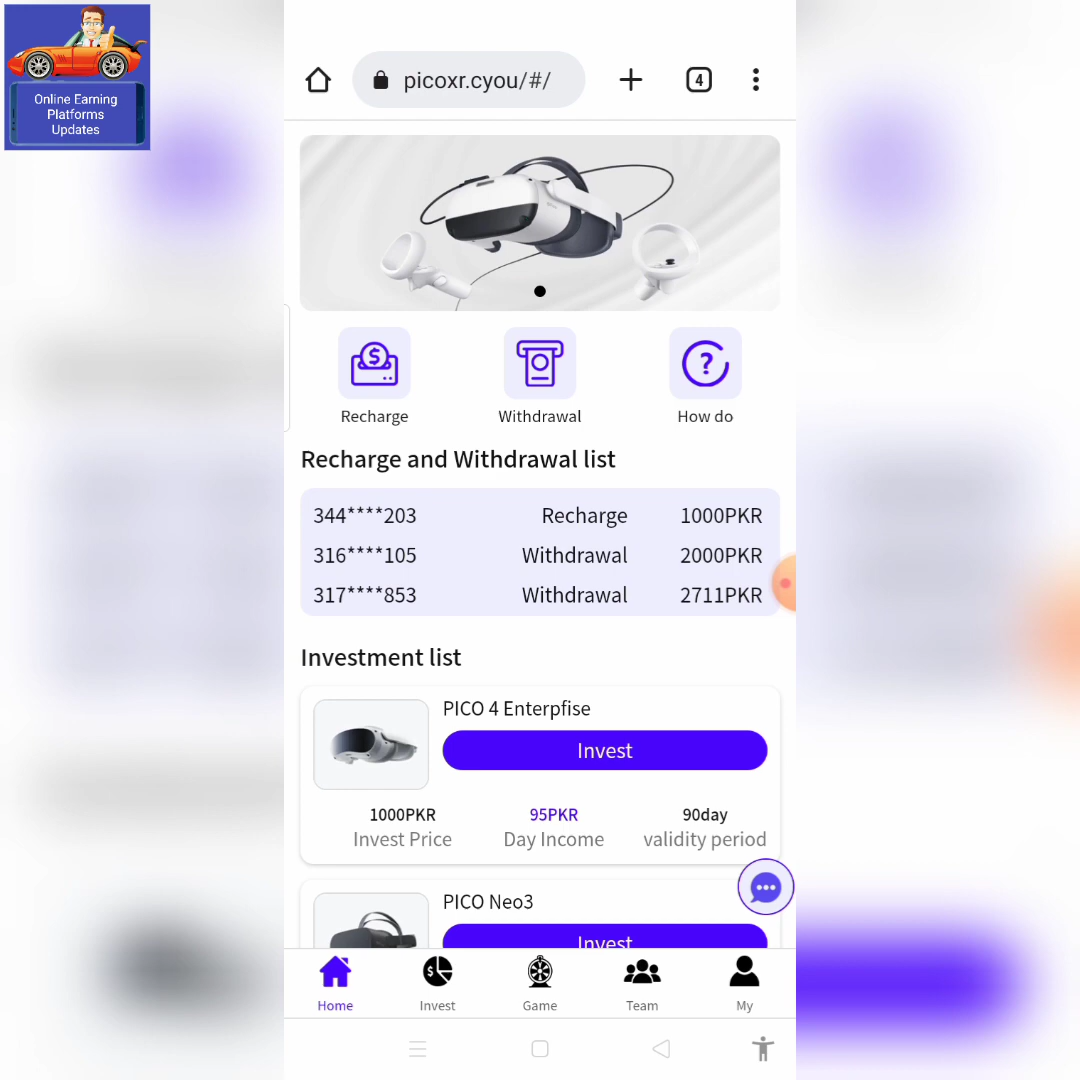 Online Earning
Platforms
Updates
picoxr.cyou/#/
4
Recharge
Withdrawal
How do
Recharge and Withdrawal list
344****203 Recharge 1000PKR
316****105 Withdrawal 2000PKR
317****853 Withdrawal 2711PKR
Investment list
PICO 4 Enterpfise
Invest
1000PKR 95PKR 90day
Invest Price Day Income validity period
PICO Neo3
Invest
Home Invest Game Team My